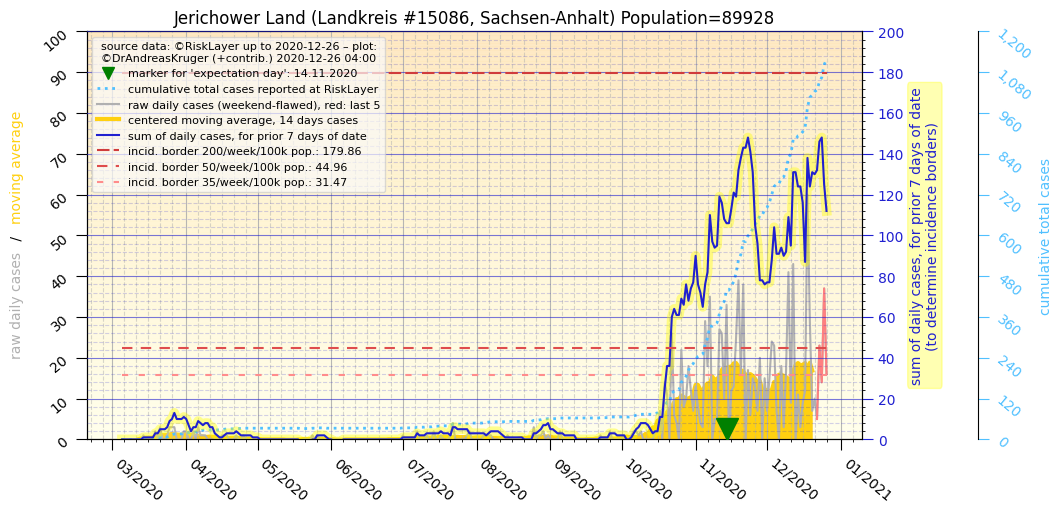 Jerichower Land (Landkreis #15086, Sachsen-Anhalt) Population=89928
source data: ©RiskLayer up to 2020-12-26 – plot:
©DrAndreasKruger (+contrib.) 2020-12-26 04:00
marker for 'expectation day': 14.11.2020
cumulative total cases reported at RiskLayer
raw daily cases (weekend-flawed), red: last 5
centered moving average, 14 days cases
sum of daily cases, for prior 7 days of date
incid. border 200/week/100k pop.: 179.86
incid. border 50/week/100k pop.: 44.96
incid. border 35/week/100k pop.: 31.47
raw daily cases / moving average
100
90
80
70
60
50
40
30
20
10
0
03/2020
04/2020
05/2020
06/2020
07/2020
08/2020
09/2020
10/2020
11/2020
12/2020
01/2021
200
180
160
140
120
100
80
60
40
20
0
sum of daily cases, for prior 7 days of date
(to determine incidence borders)
1,200
1,080
960
840
720
600
480
360
240
120
0
cumulative total cases